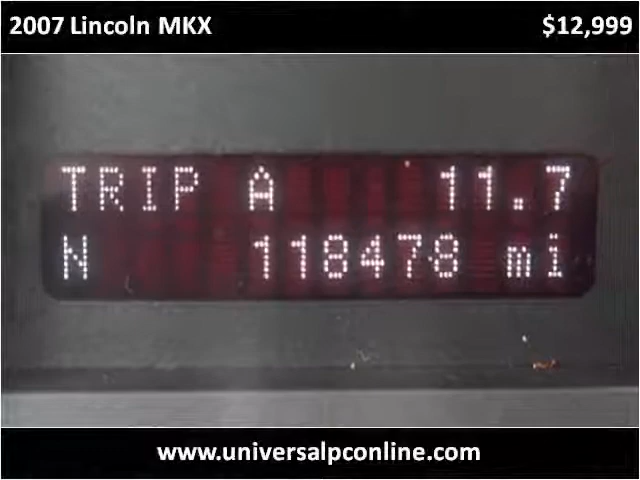 2007 Lincoln MKX $12,999
TRIP A 11.7
N 118478 mi
www.universalpconline.com